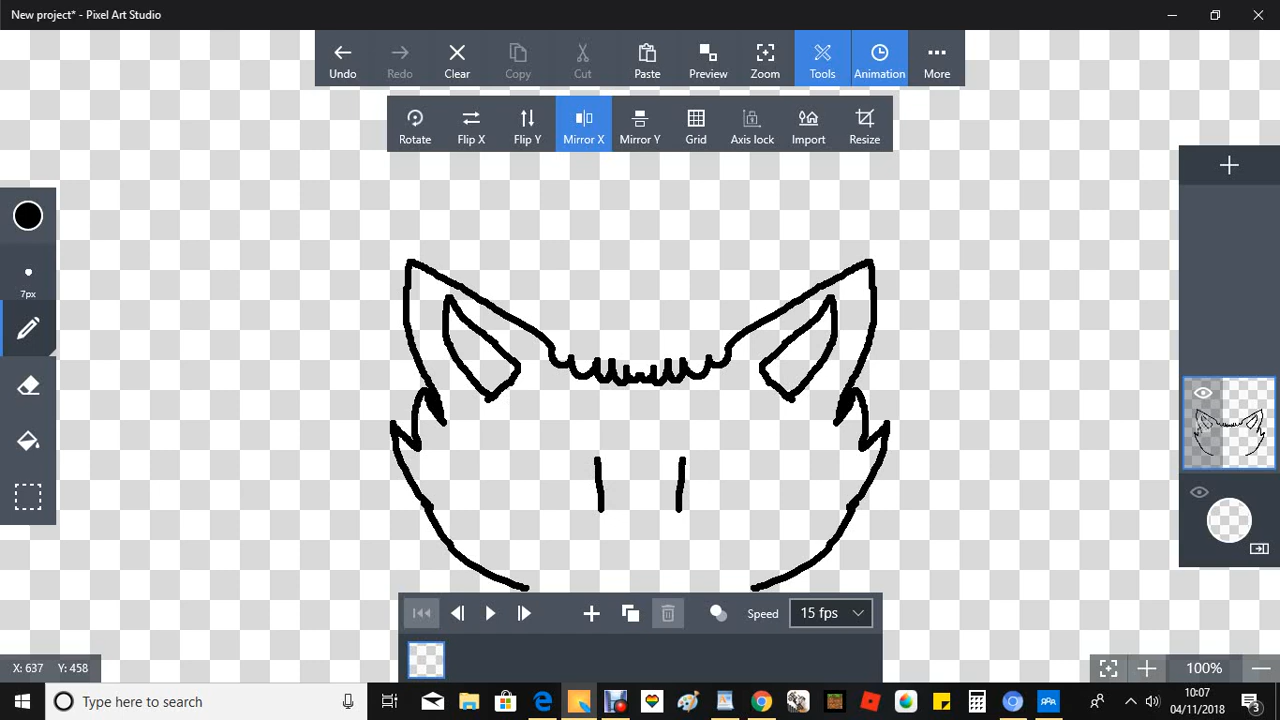 New project* - Pixel Art Studio
Undo Redo Clear Copy Cut Paste Preview Zoom Tools Animation More
Rotate Flip X Flip Y Mirror X Mirror Y Grid Axis lock Import Resize
7px
Speed 15 fps
X: 637 Y: 458 100%
Type here to search
10:07
04/11/2018
3